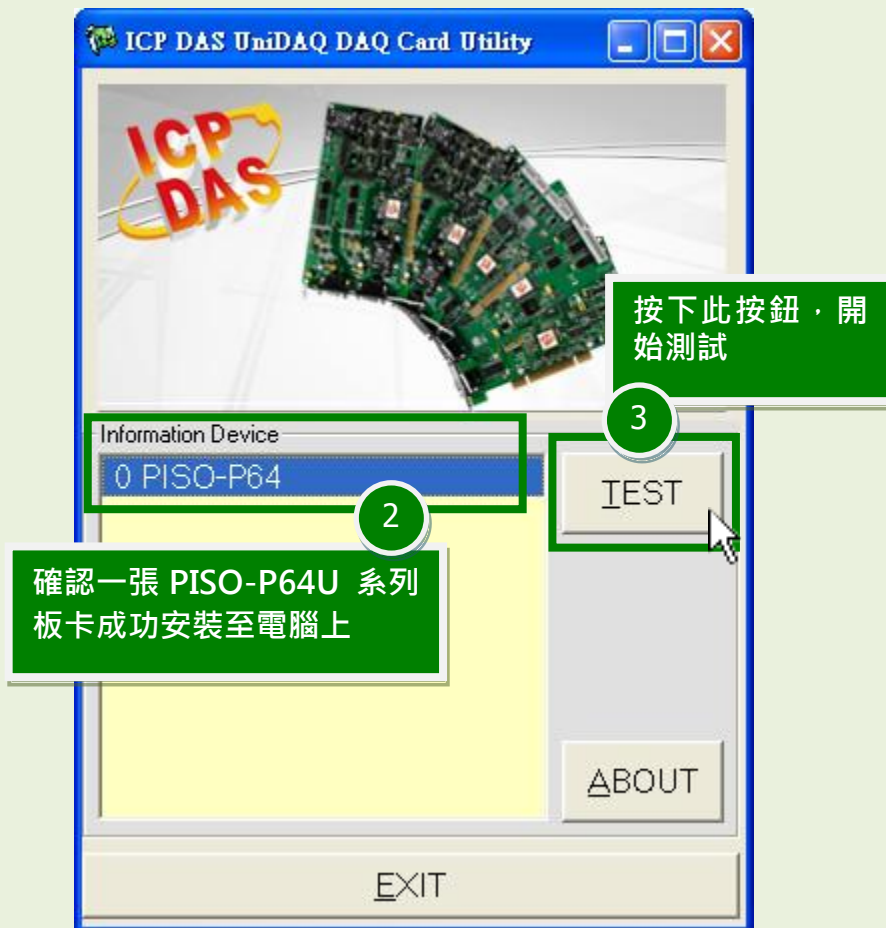 ICP DAS UniDAQ DAQ Card Utility
ICP
DAS
按下此按鈕，開
始測試
3
Information Device
0 PISO-P64
TEST
2
確認一張 PISO-P64U 系列
板卡成功安裝至電腦上
ABOUT
EXIT